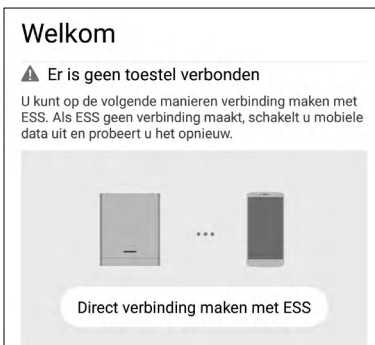 Welkom
Er is geen toestel verbonden
U kunt op de volgende manieren verbinding maken met
ESS. Als ESS geen verbinding maakt, schakelt u mobiele
data uit en probeert u het opnieuw.
Direct verbinding maken met ESS